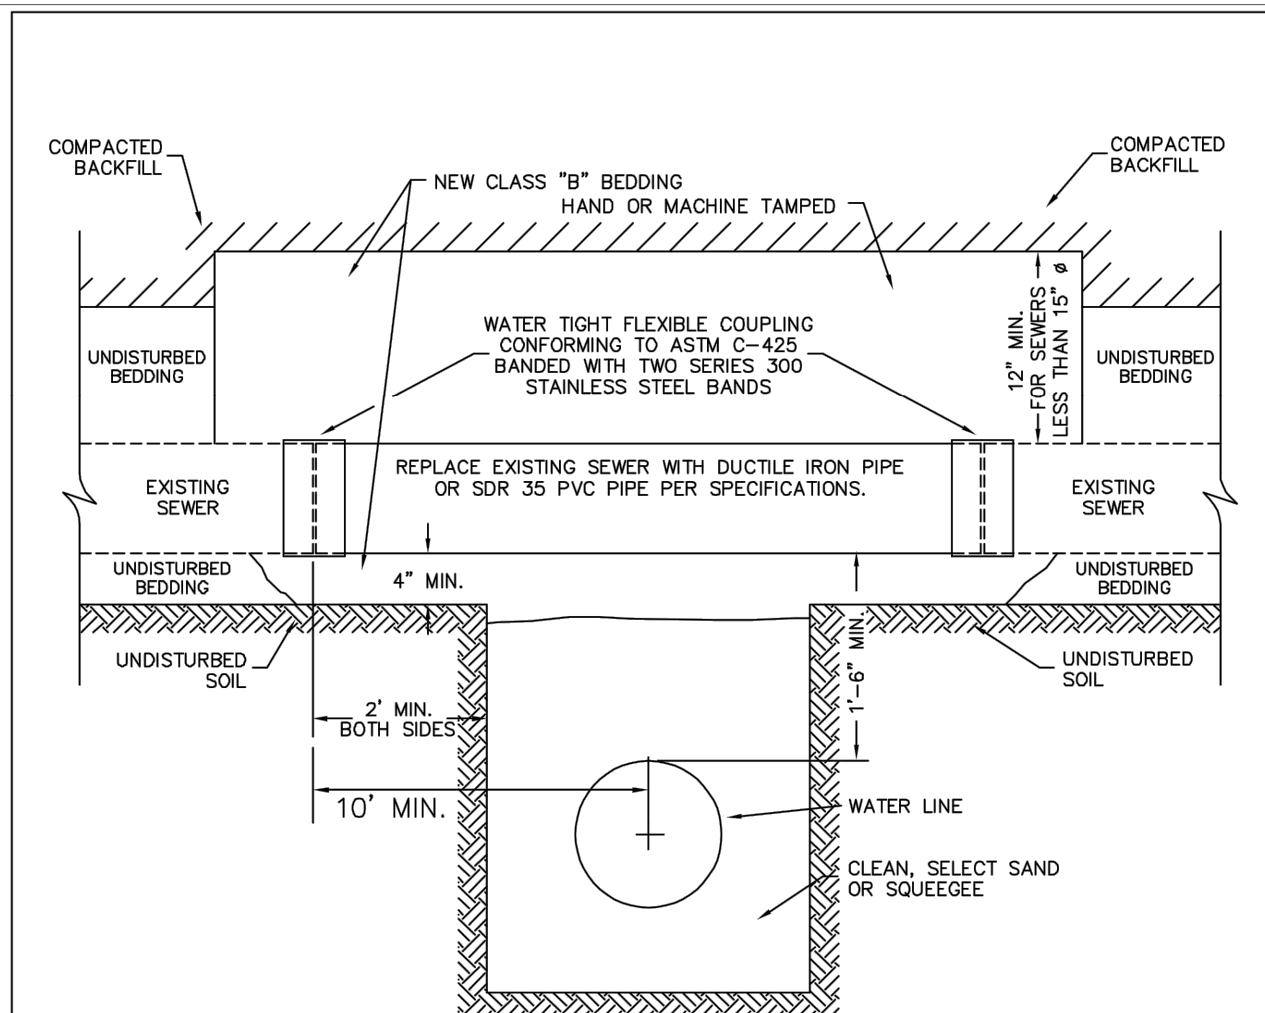 COMPACTED
BACKFILL
COMPACTED
BACKFILL
NEW CLASS "B" BEDDING
HAND OR MACHINE TAMPED
12" MIN.
FOR SEWERS
LESS THAN 15" ø
WATER TIGHT FLEXIBLE COUPLING
CONFORMING TO ASTM C-425
BANDED WITH TWO SERIES 300
STAINLESS STEEL BANDS
UNDISTURBED
BEDDING
UNDISTURBED
BEDDING
REPLACE EXISTING SEWER WITH DUCTILE IRON PIPE
OR SDR 35 PVC PIPE PER SPECIFICATIONS.
EXISTING
SEWER
EXISTING
SEWER
UNDISTURBED
BEDDING
4" MIN.
UNDISTURBED
BEDDING
1'-6" MIN.
UNDISTURBED
SOIL
UNDISTURBED
SOIL
2' MIN.
BOTH SIDES
10' MIN.
WATER LINE
CLEAN, SELECT SAND
OR SQUEEGEE